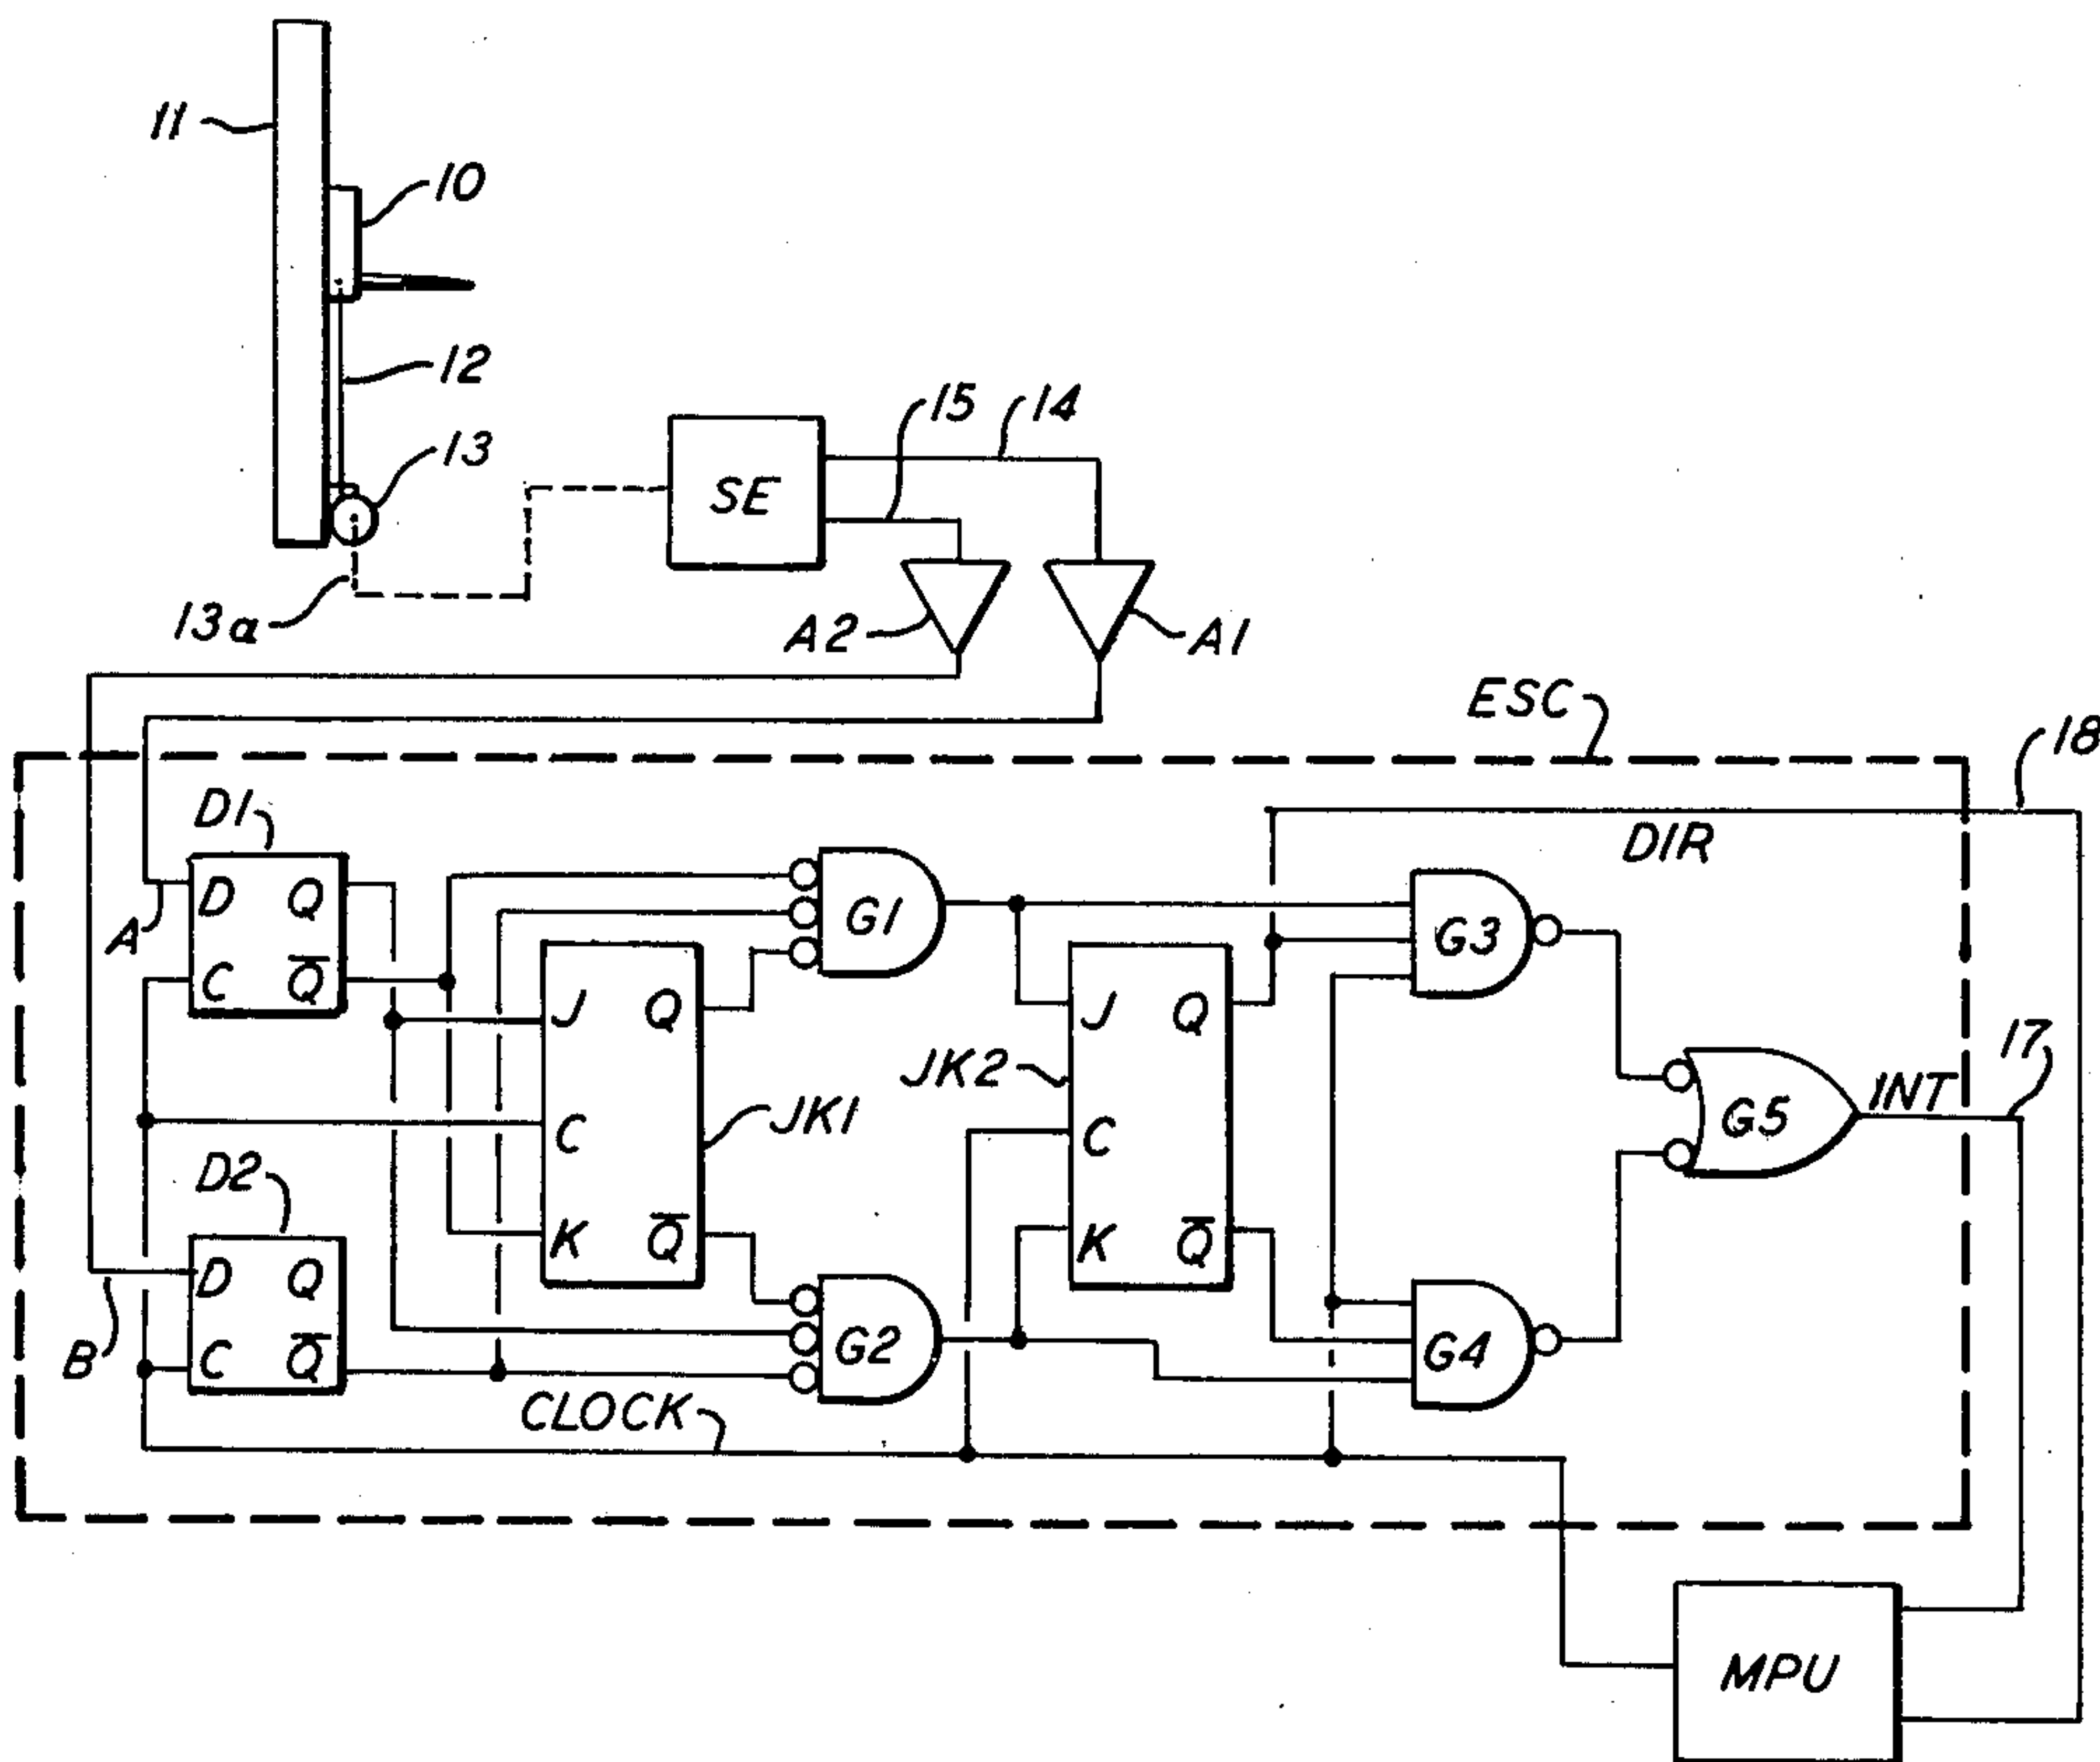 11
10
12
13
13a
SE
15
14
A2
A1
ESC
18
D1
DIR
A
D Q
C Q̅
G1
G3
J Q
C
K Q̅
JK1
JK2
J Q
C
K Q̅
INT
17
G5
D2
B
D Q
C Q̅
G2
G4
CLOCK
MPU